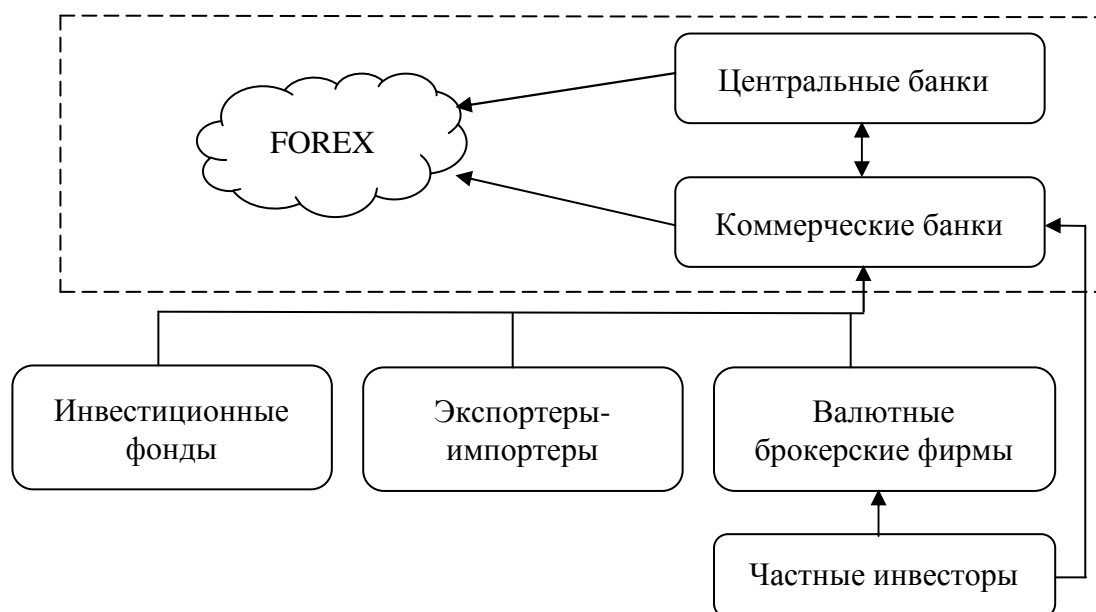 Центральные банки
FOREX
Коммерческие банки
Инвестиционные
фонды
Экспортеры-
импортеры
Валютные
брокерские фирмы
Частные инвесторы